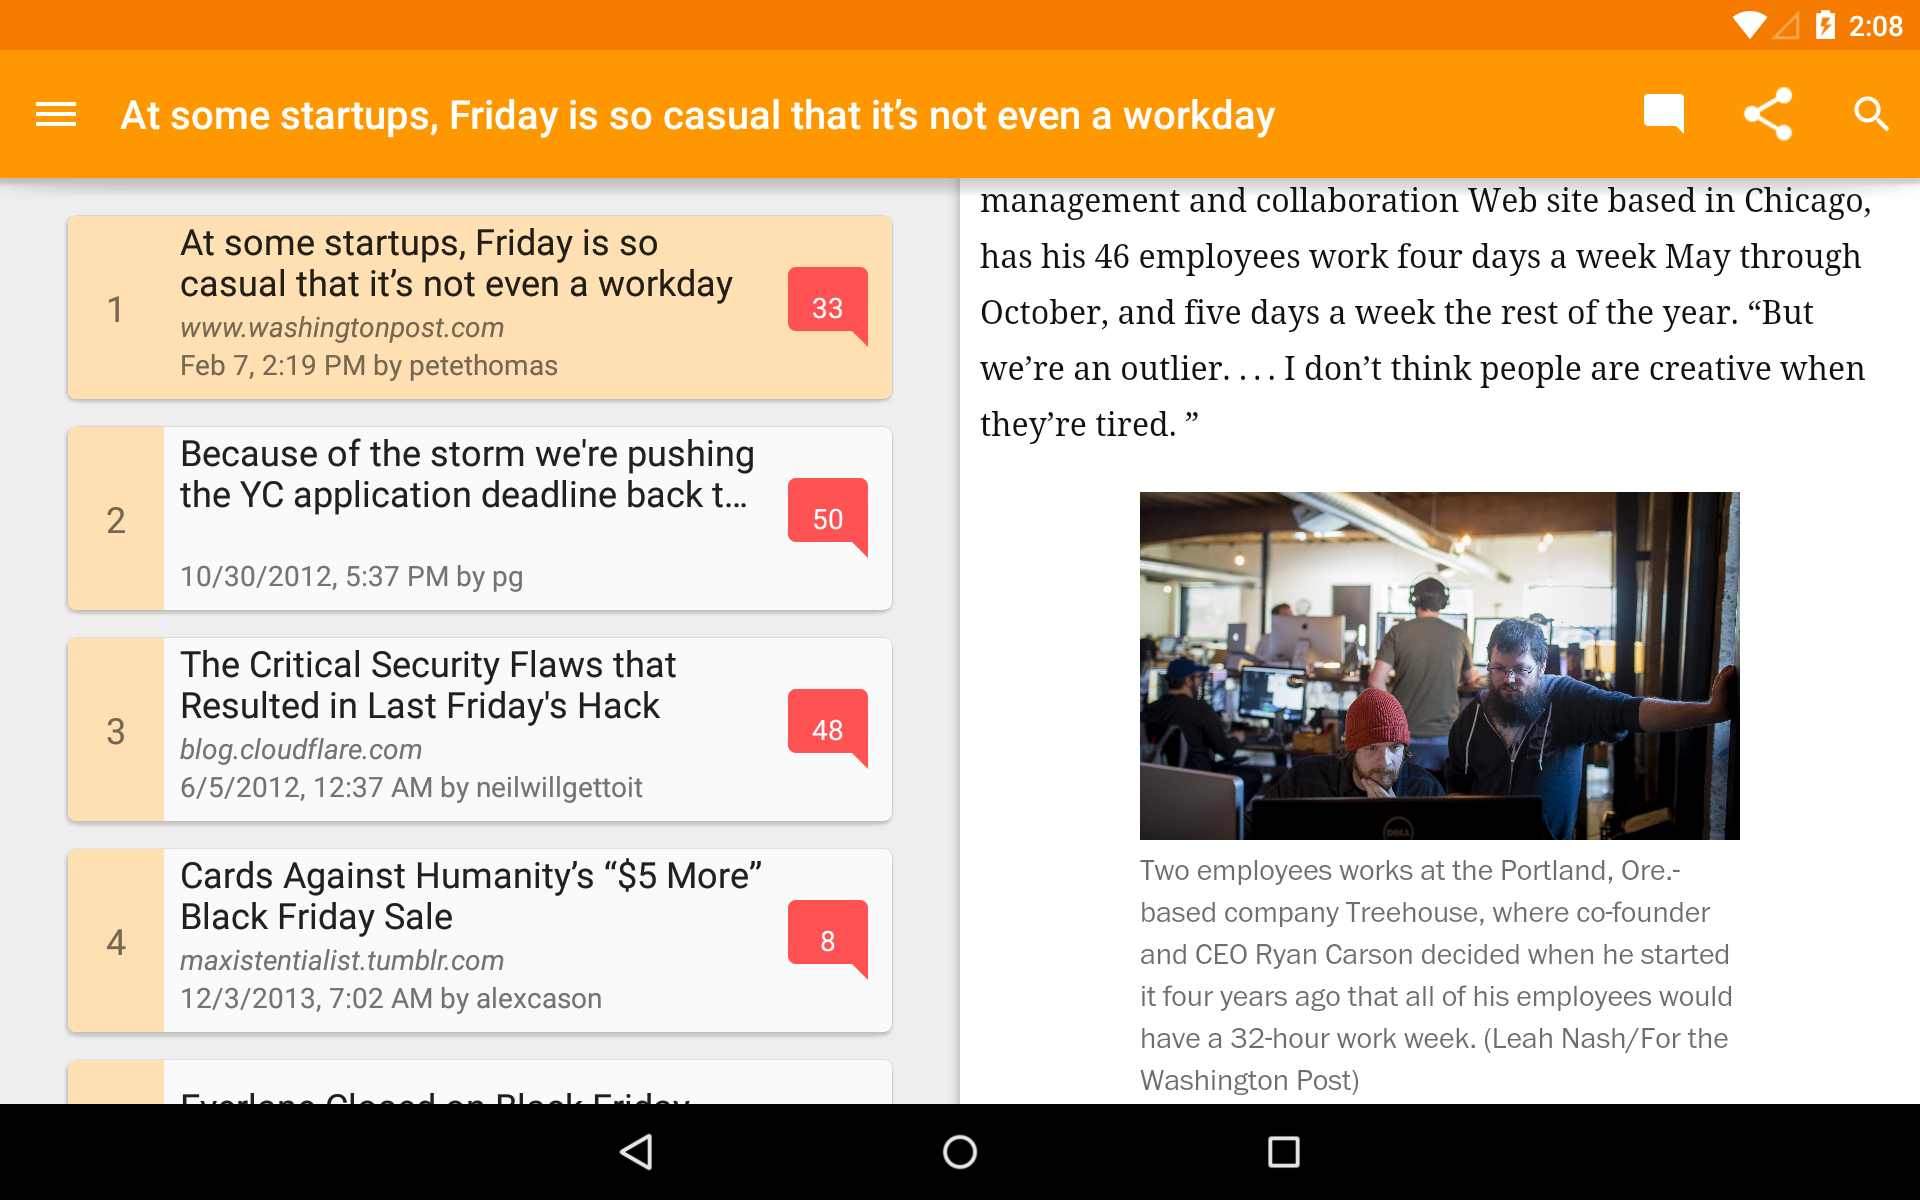 2:08
At some startups, Friday is so casual that it’s not even a workday
1
At some startups, Friday is so
casual that it’s not even a workday
www.washingtonpost.com
Feb 7, 2:19 PM by petethomas
33
2
Because of the storm we're pushing
the YC application deadline back t...
10/30/2012, 5:37 PM by pg
50
3
The Critical Security Flaws that
Resulted in Last Friday's Hack
blog.cloudflare.com
6/5/2012, 12:37 AM by neilwillgettoit
48
4
Cards Against Humanity’s “$5 More”
Black Friday Sale
maxistentialist.tumblr.com
12/3/2013, 7:02 AM by alexcason
8
Everlane Closed on Black Friday
management and collaboration Web site based in Chicago,
has his 46 employees work four days a week May through
October, and five days a week the rest of the year. “But
we’re an outlier. . . . I don’t think people are creative when
they’re tired. ”
DELL
Two employees works at the Portland, Ore.-
based company Treehouse, where co-founder
and CEO Ryan Carson decided when he started
it four years ago that all of his employees would
have a 32-hour work week. (Leah Nash/For the
Washington Post)